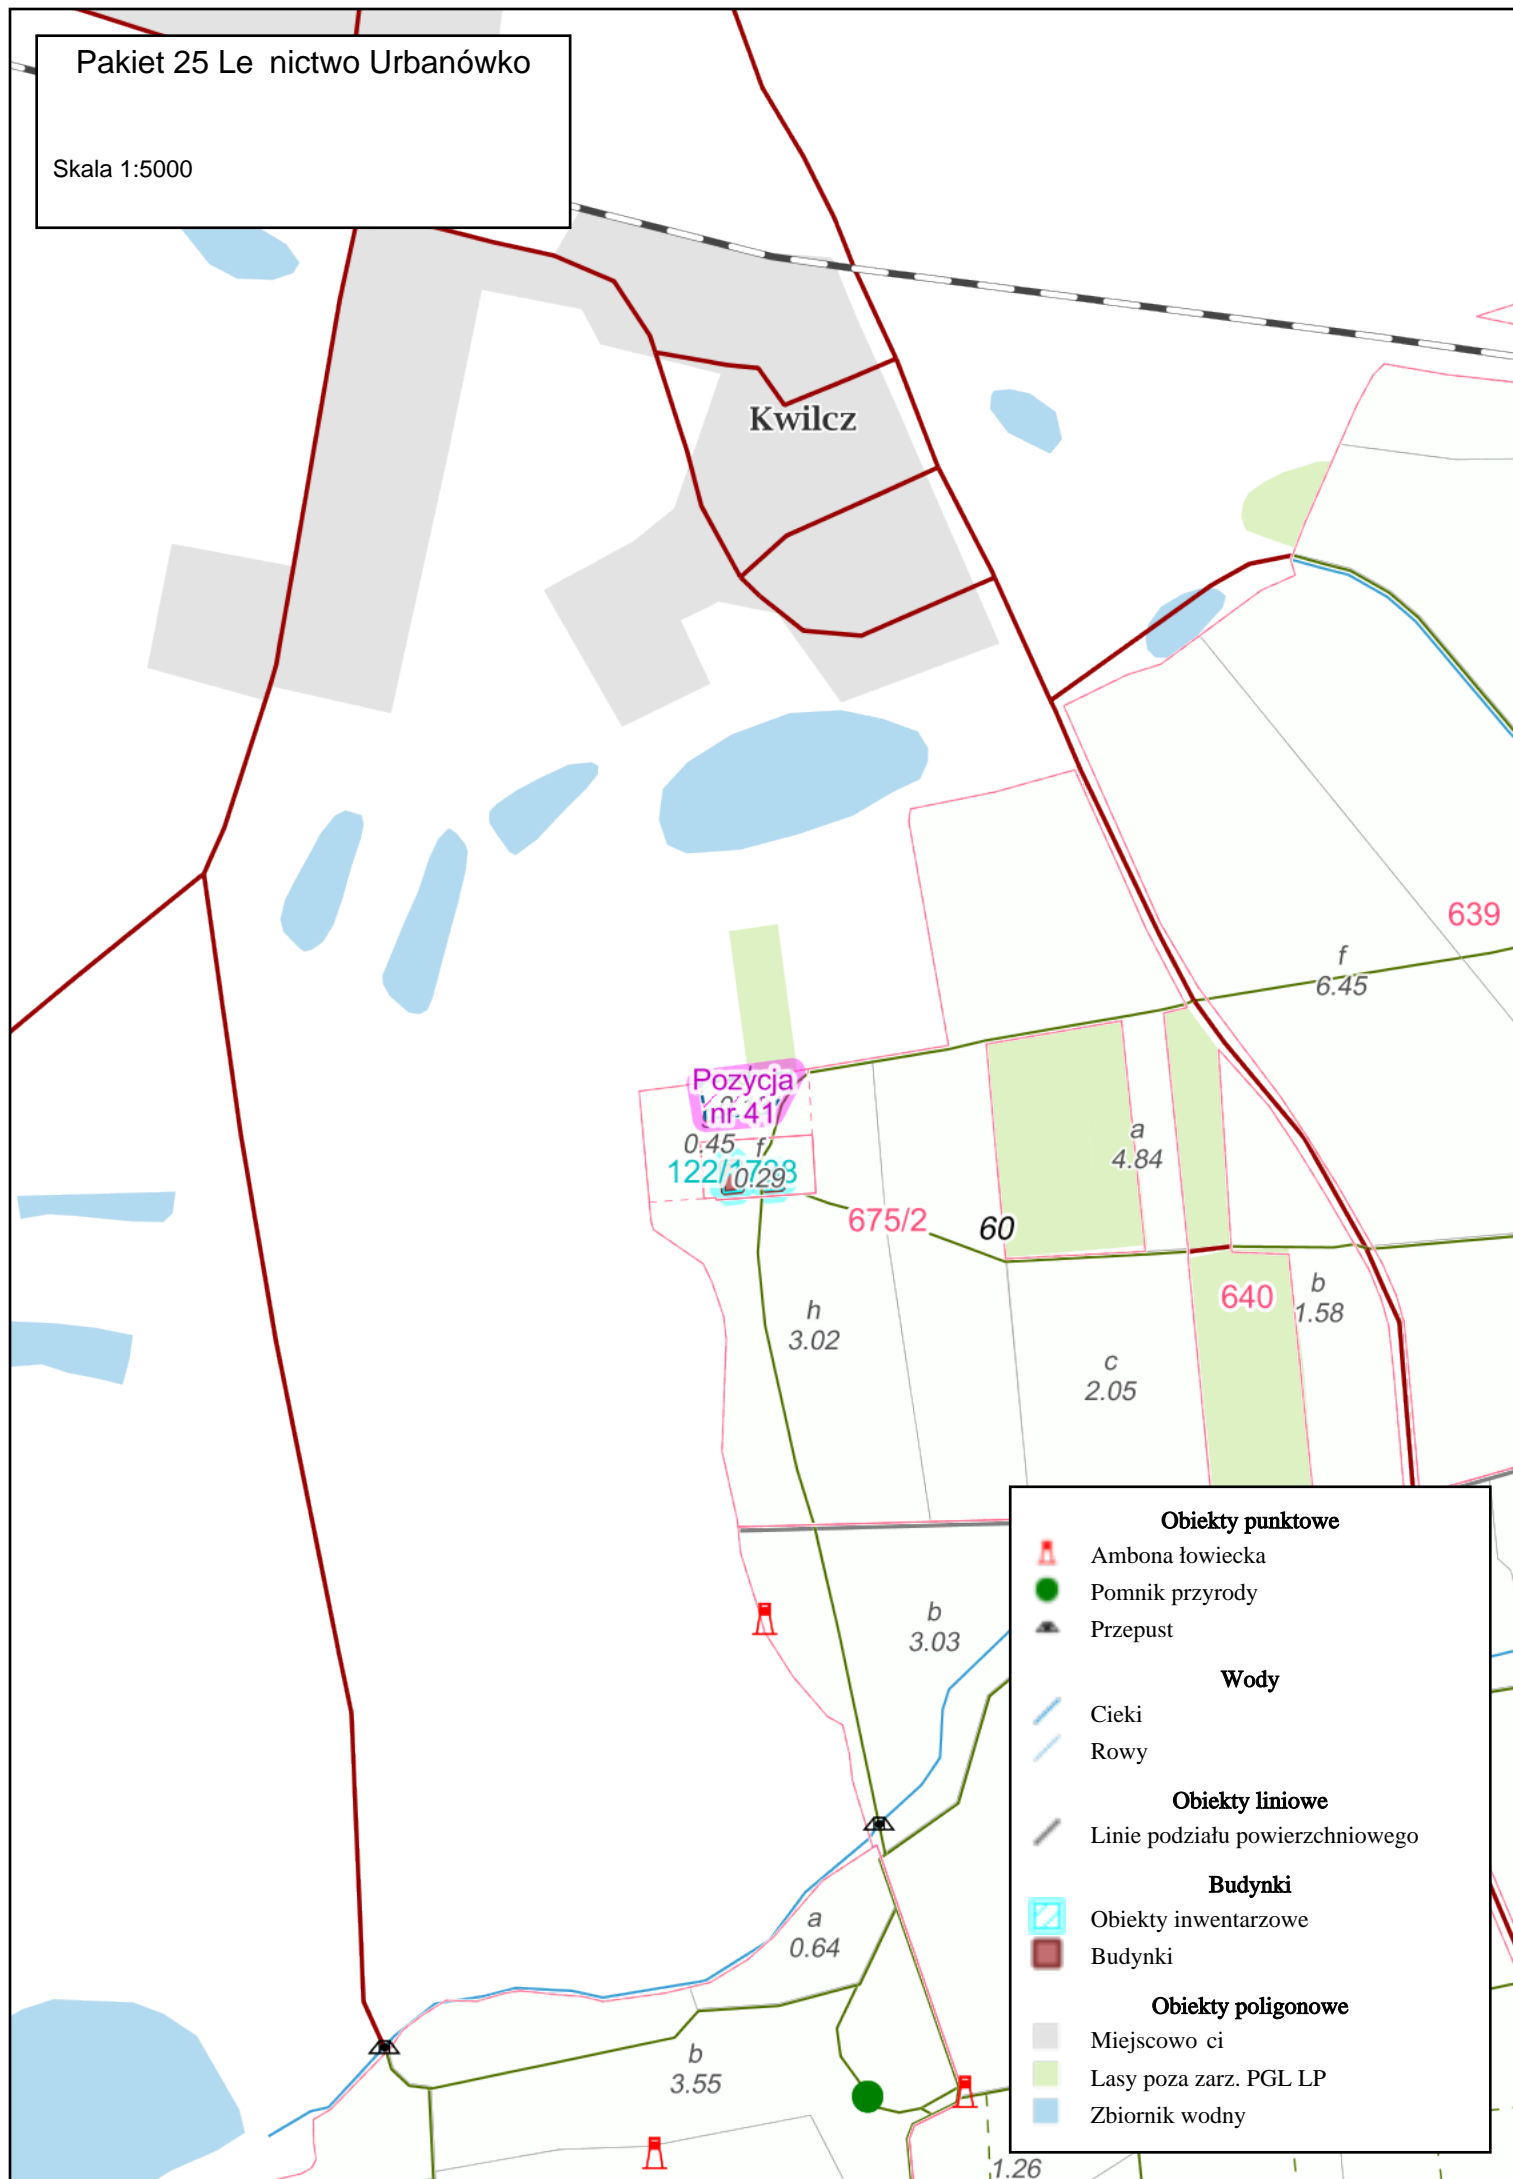 Pakiet 25 Le nictwo Urbanówko
Skala 1:5000
Kwilcz
639
f
6.45
Pozycja
nr 41
0.45
f
0.29
a
4.84
675/2
60
640
b
1.58
h
3.02
c
2.05
b
3.03
a
0.64
b
3.55
1.26
Obiekty punktowe
Ambona łowiecka
Pomnik przyrody
Przepust
Wody
Cieki
Rowy
Obiekty liniowe
Linie podziału powierzchniowego
Budynki
Obiekty inwentarzowe
Budynki
Obiekty poligonowe
Miejscowo ci
Lasy poza zarz. PGL LP
Zbiornik wodny